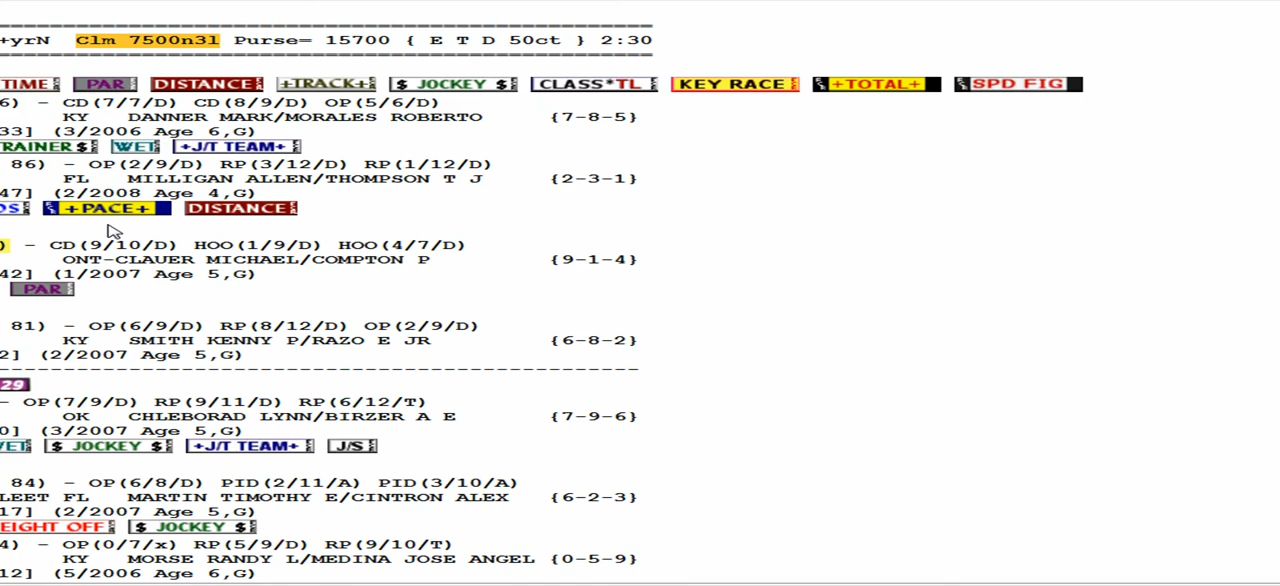 +yrN Clm 7500n31 Purse= 15700 { E T D 50ct } 2:30
TIME PAR DISTANCE +TRACK+ $ JOCKEY $ CLASS*TL KEY RACE +TOTAL+ SPD FIG
6) - CD(7/7/D) CD(8/9/D) OP(5/6/D)
KY DANNER MARK/MORALES ROBERTO {7-8-5}
33] (3/2006 Age 6,G)
RAINER $ WET +J/T TEAM+
86) - OP(2/9/D) RP(3/12/D) RP(1/12/D)
FL MILLIGAN ALLEN/THOMPSON T J {2-3-1}
47] (2/2008 Age 4,G)
DS +PACE+ DISTANCE
) - CD(9/10/D) HOO(1/9/D) HOO(4/7/D)
ONT-CLAUER MICHAEL/COMPTON P {9-1-4}
42] (1/2007 Age 5,G)
PAR
81) - OP(6/9/D) RP(8/12/D) OP(2/9/D)
KY SMITH KENNY P/RAZO E JR {6-8-2}
2] (2/2007 Age 5,G)
29
- OP(7/9/D) RP(9/11/D) RP(6/12/T)
OK CHLEBORAD LYNN/BIRZER A E {7-9-6}
0] (3/2007 Age 5,G)
ET $ JOCKEY $ +J/T TEAM+ J/S
84) - OP(6/8/D) PID(2/11/A) PID(3/10/A)
LEET FL MARTIN TIMOTHY E/CINTRON ALEX {6-2-3}
17] (2/2007 Age 5,G)
EIGHT OFF $ JOCKEY $
4) - OP(0/7/x) RP(5/9/D) RP(9/10/T)
KY MORSE RANDY L/MEDINA JOSE ANGEL {0-5-9}
12] (5/2006 Age 6,G)